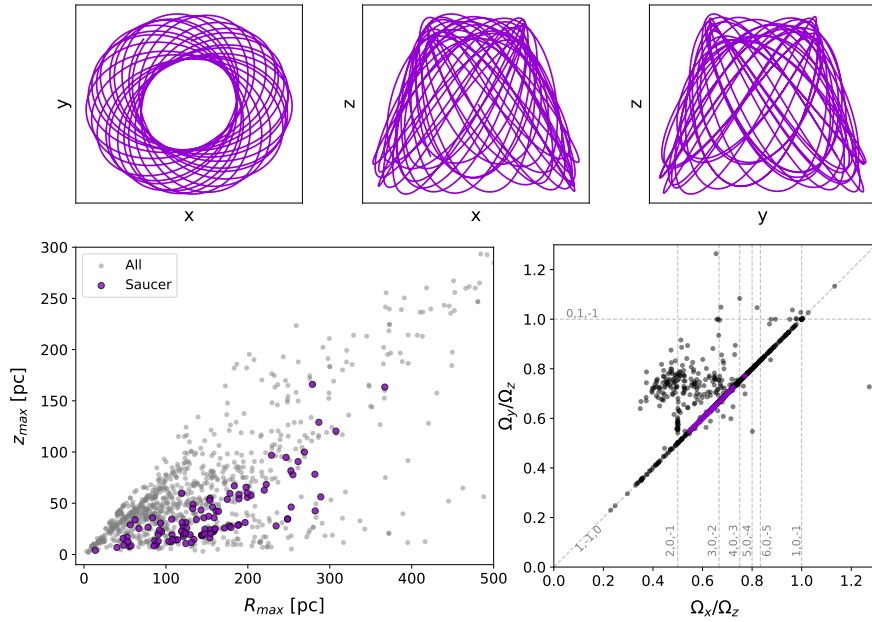 y
x
z
x
z
y
300
250
200
150
100
50
0
z_max [pc]
All
Saucer
0
100
200
300
400
500
R_max [pc]
1.2
1.0
0.8
0.6
0.4
0.2
0.0
Ω_y/Ω_z
0,1,-1
1,-1,0
2,0,-1
3,0,-2
4,0,-3
5,0,-4
6,0,-5
1,0,-1
0.0
0.2
0.4
0.6
0.8
1.0
1.2
Ω_x/Ω_z